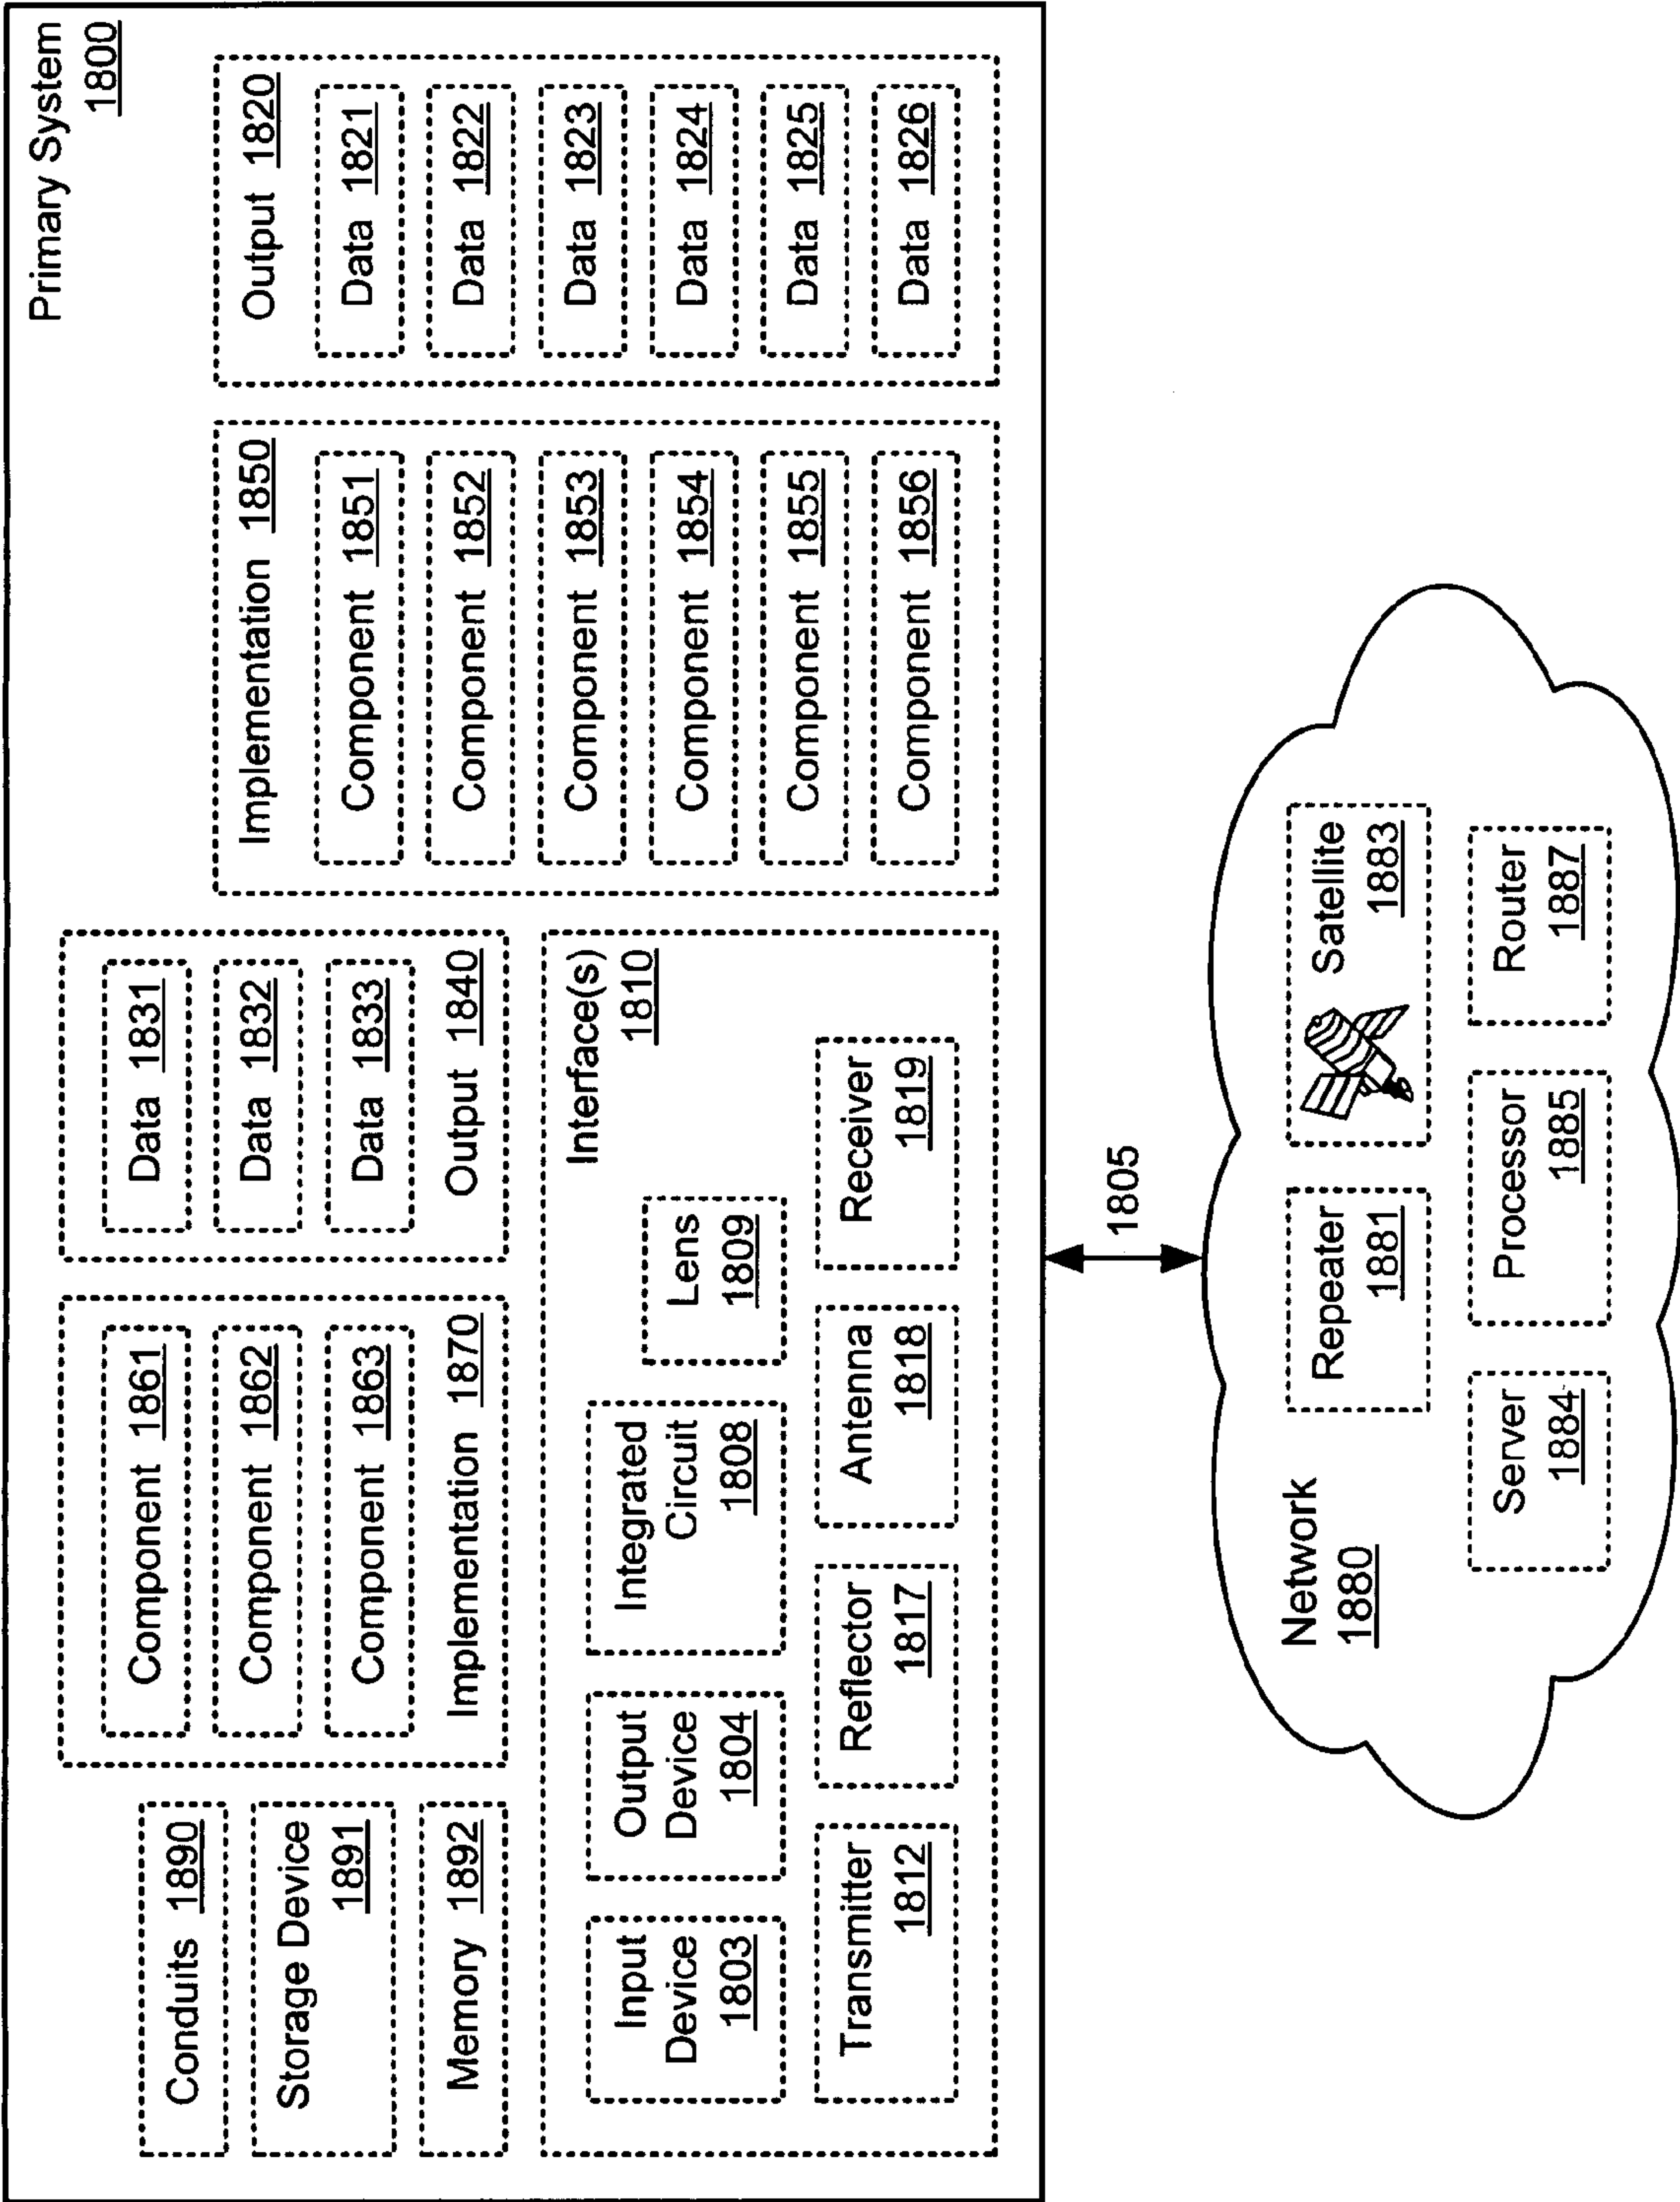 Primary System
1800
Conduits 1890
Storage Device
1891
Memory 1892
Component 1861
Component 1862
Component 1863
Implementation 1870
Data 1831
Data 1832
Data 1833
Output 1840
Implementation 1850
Component 1851
Component 1852
Component 1853
Component 1854
Component 1855
Component 1856
Output 1820
Data 1821
Data 1822
Data 1823
Data 1824
Data 1825
Data 1826
Interface(s)
1810
Input
Device
1803
Output
Device
1804
Integrated
Circuit
1808
Lens
1809
Transmitter
1812
Reflector
1817
Antenna
1818
Receiver
1819
1805
Network
1880
Repeater
1881
Satellite
1883
Server
1884
Processor
1885
Router
1887